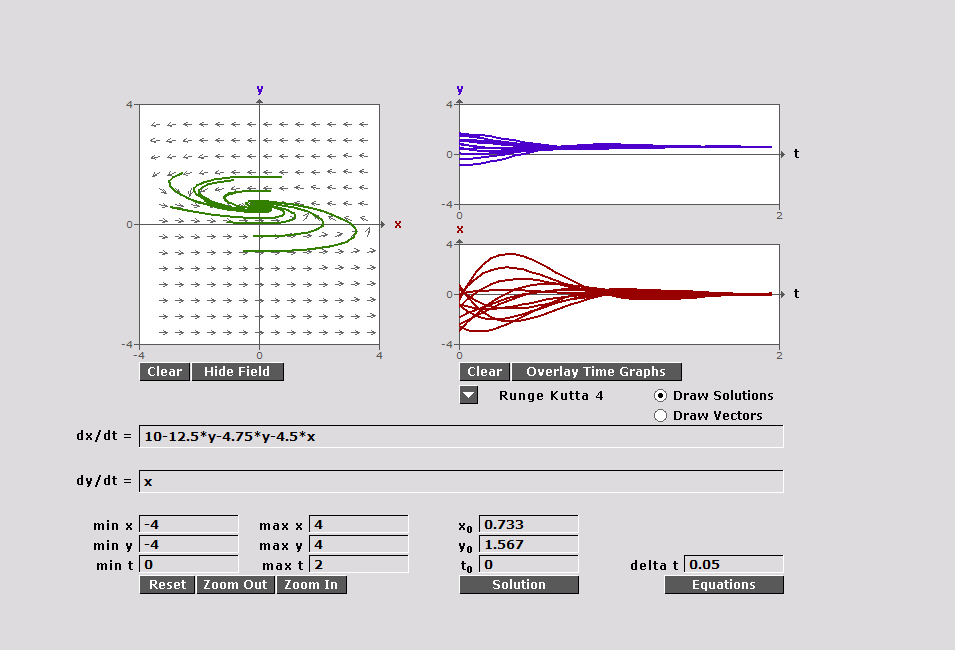 y y
4 4
0 t
-4
0 2
0 x x
4
0 t
-4 -4
-4 0 4 0 2
Clear Hide Field Clear Overlay Time Graphs
Runge Kutta 4 Draw Solutions
Draw Vectors
dx/dt = 10-12.5*y-4.75*y-4.5*x
dy/dt = x
min x -4 max x 4 x₀ 0.733
min y -4 max y 4 y₀ 1.567
min t 0 max t 2 t₀ 0 delta t 0.05
Reset Zoom Out Zoom In Solution Equations